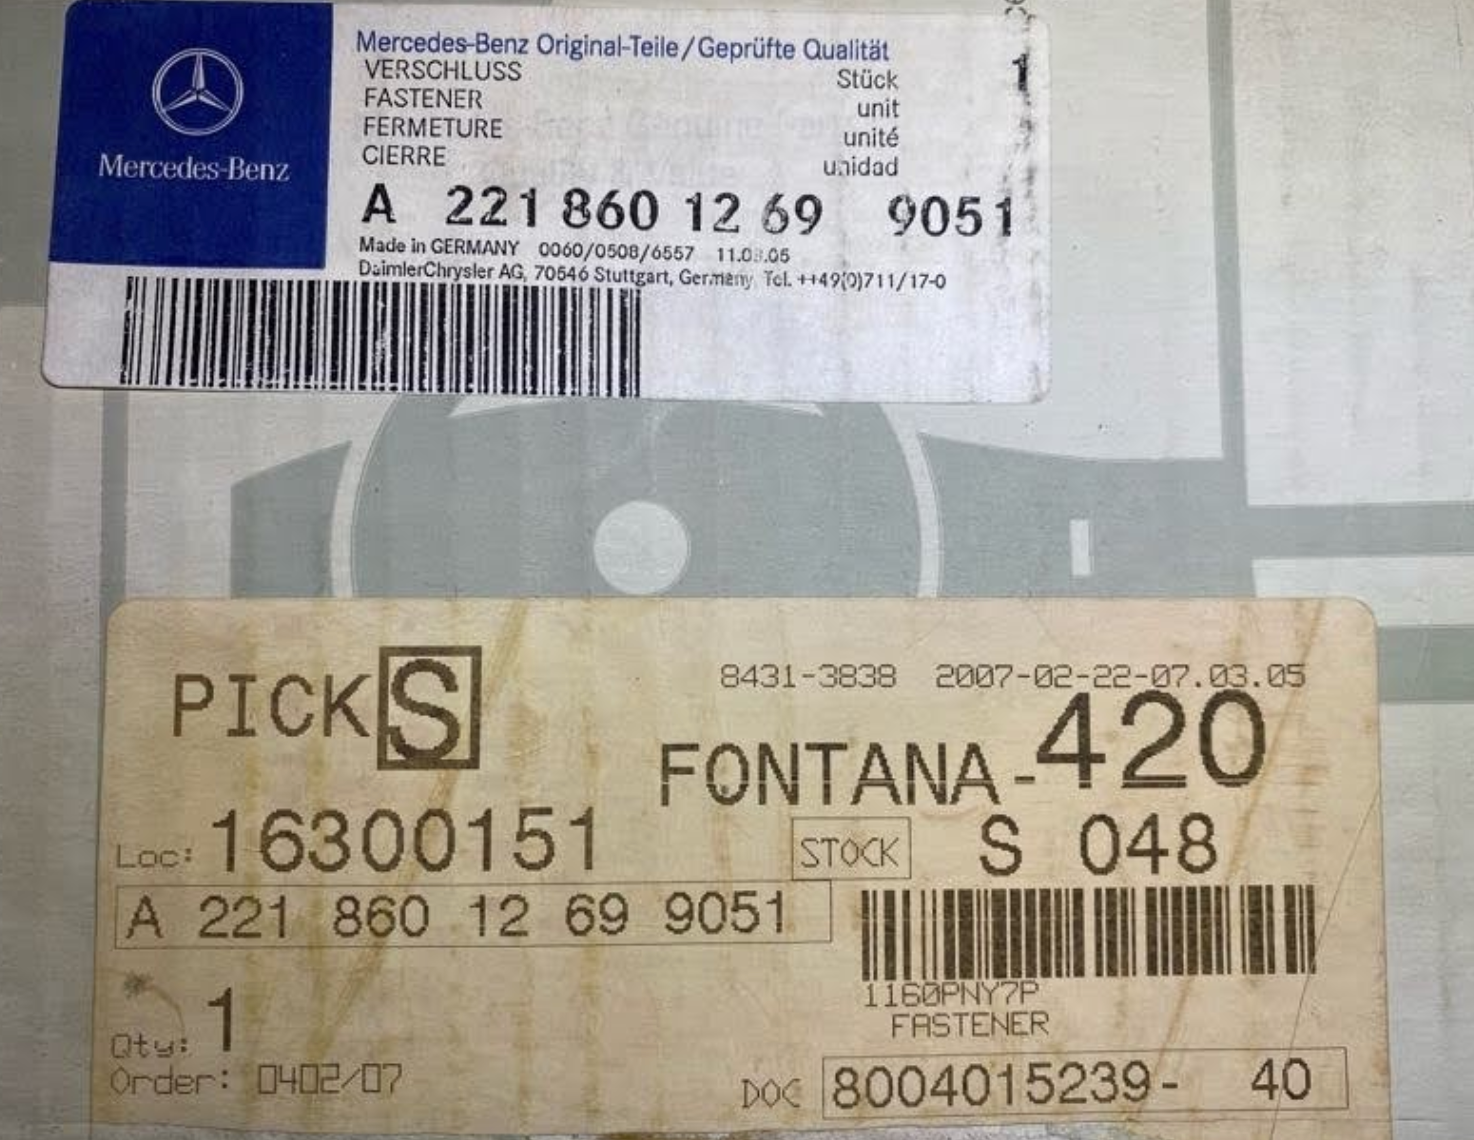 Mercedes-Benz
Mercedes-Benz Original-Teile/Geprüfte Qualität
VERSCHLUSS Stück 1
FASTENER unit
FERMETURE unité
CIERRE unidad
A 221 860 12 69 9051
Made in GERMANY 0060/0508/6557
DaimlerChrysler AG, 70546 Stuttgart, Germany Tel. ++49(0)711/17-0
PICK S
8431-3838 2007-02-22-07.03.05
FONTANA-420
Loc: 16300151 STOCK S 048
A 221 860 12 69 9051
1160PNY7P
FASTENER
Qty: 1
Order: 0402/07
DOC 8004015239- 40